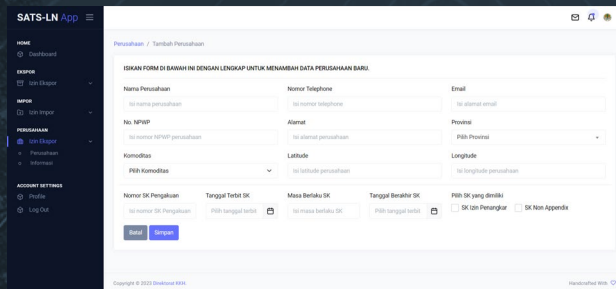 SATS-LN App
HOME
Dashboard
EKSPOR
Izin Ekspor
IMPOR
Izin Impor
PERUSAHAAN
Izin Ekspor
Perusahaan
Informasi
ACCOUNT SETTINGS
Profile
Log Out
Perusahaan / Tambah Perusahaan
ISIKAN FORM DI BAWAH INI DENGAN LENGKAP UNTUK MENAMBAH DATA PERUSAHAAN BARU.
Nama Perusahaan Nomor Telephone Email
Isi nama perusahaan Isi nomor telephone Isi alamat email
No. NPWP Alamat Provinsi
Isi nomor NPWP perusahaan Isi alamat perusahaan Pilih Provinsi
Komoditas Latitude Longitude
Pilih Komoditas Isi latitude perusahaan Isi longitude perusahaan
Nomor SK Pengakuan Tanggal Terbit SK Masa Berlaku SK Tanggal Berakhir SK Pilih SK yang dimiliki
Isi nomor SK Pengakuan Pilih tanggal terbit Isi masa berlaku SK Pilih tanggal terbit SK Izin Penangkar SK Non Appendix
Batal Simpan
Copyright © 2023 Direktorat KKH. Handcrafted With